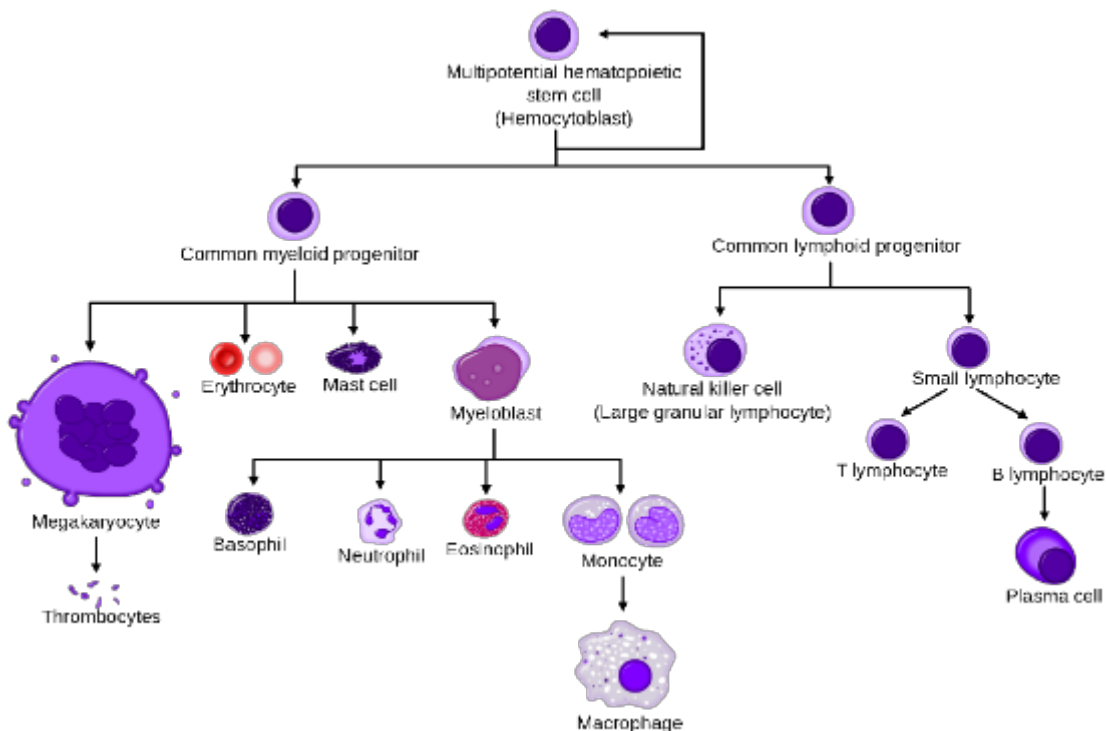 Multipotential hematopoietic
stem cell
(Hemocytoblast)
Common myeloid progenitor
Common lymphoid progenitor
Erythrocyte
Mast cell
Myeloblast
Natural killer cell
(Large granular lymphocyte)
Small lymphocyte
T lymphocyte
B lymphocyte
Megakaryocyte
Basophil
Neutrophil
Eosinophil
Monocyte
Plasma cell
Thrombocytes
Macrophage